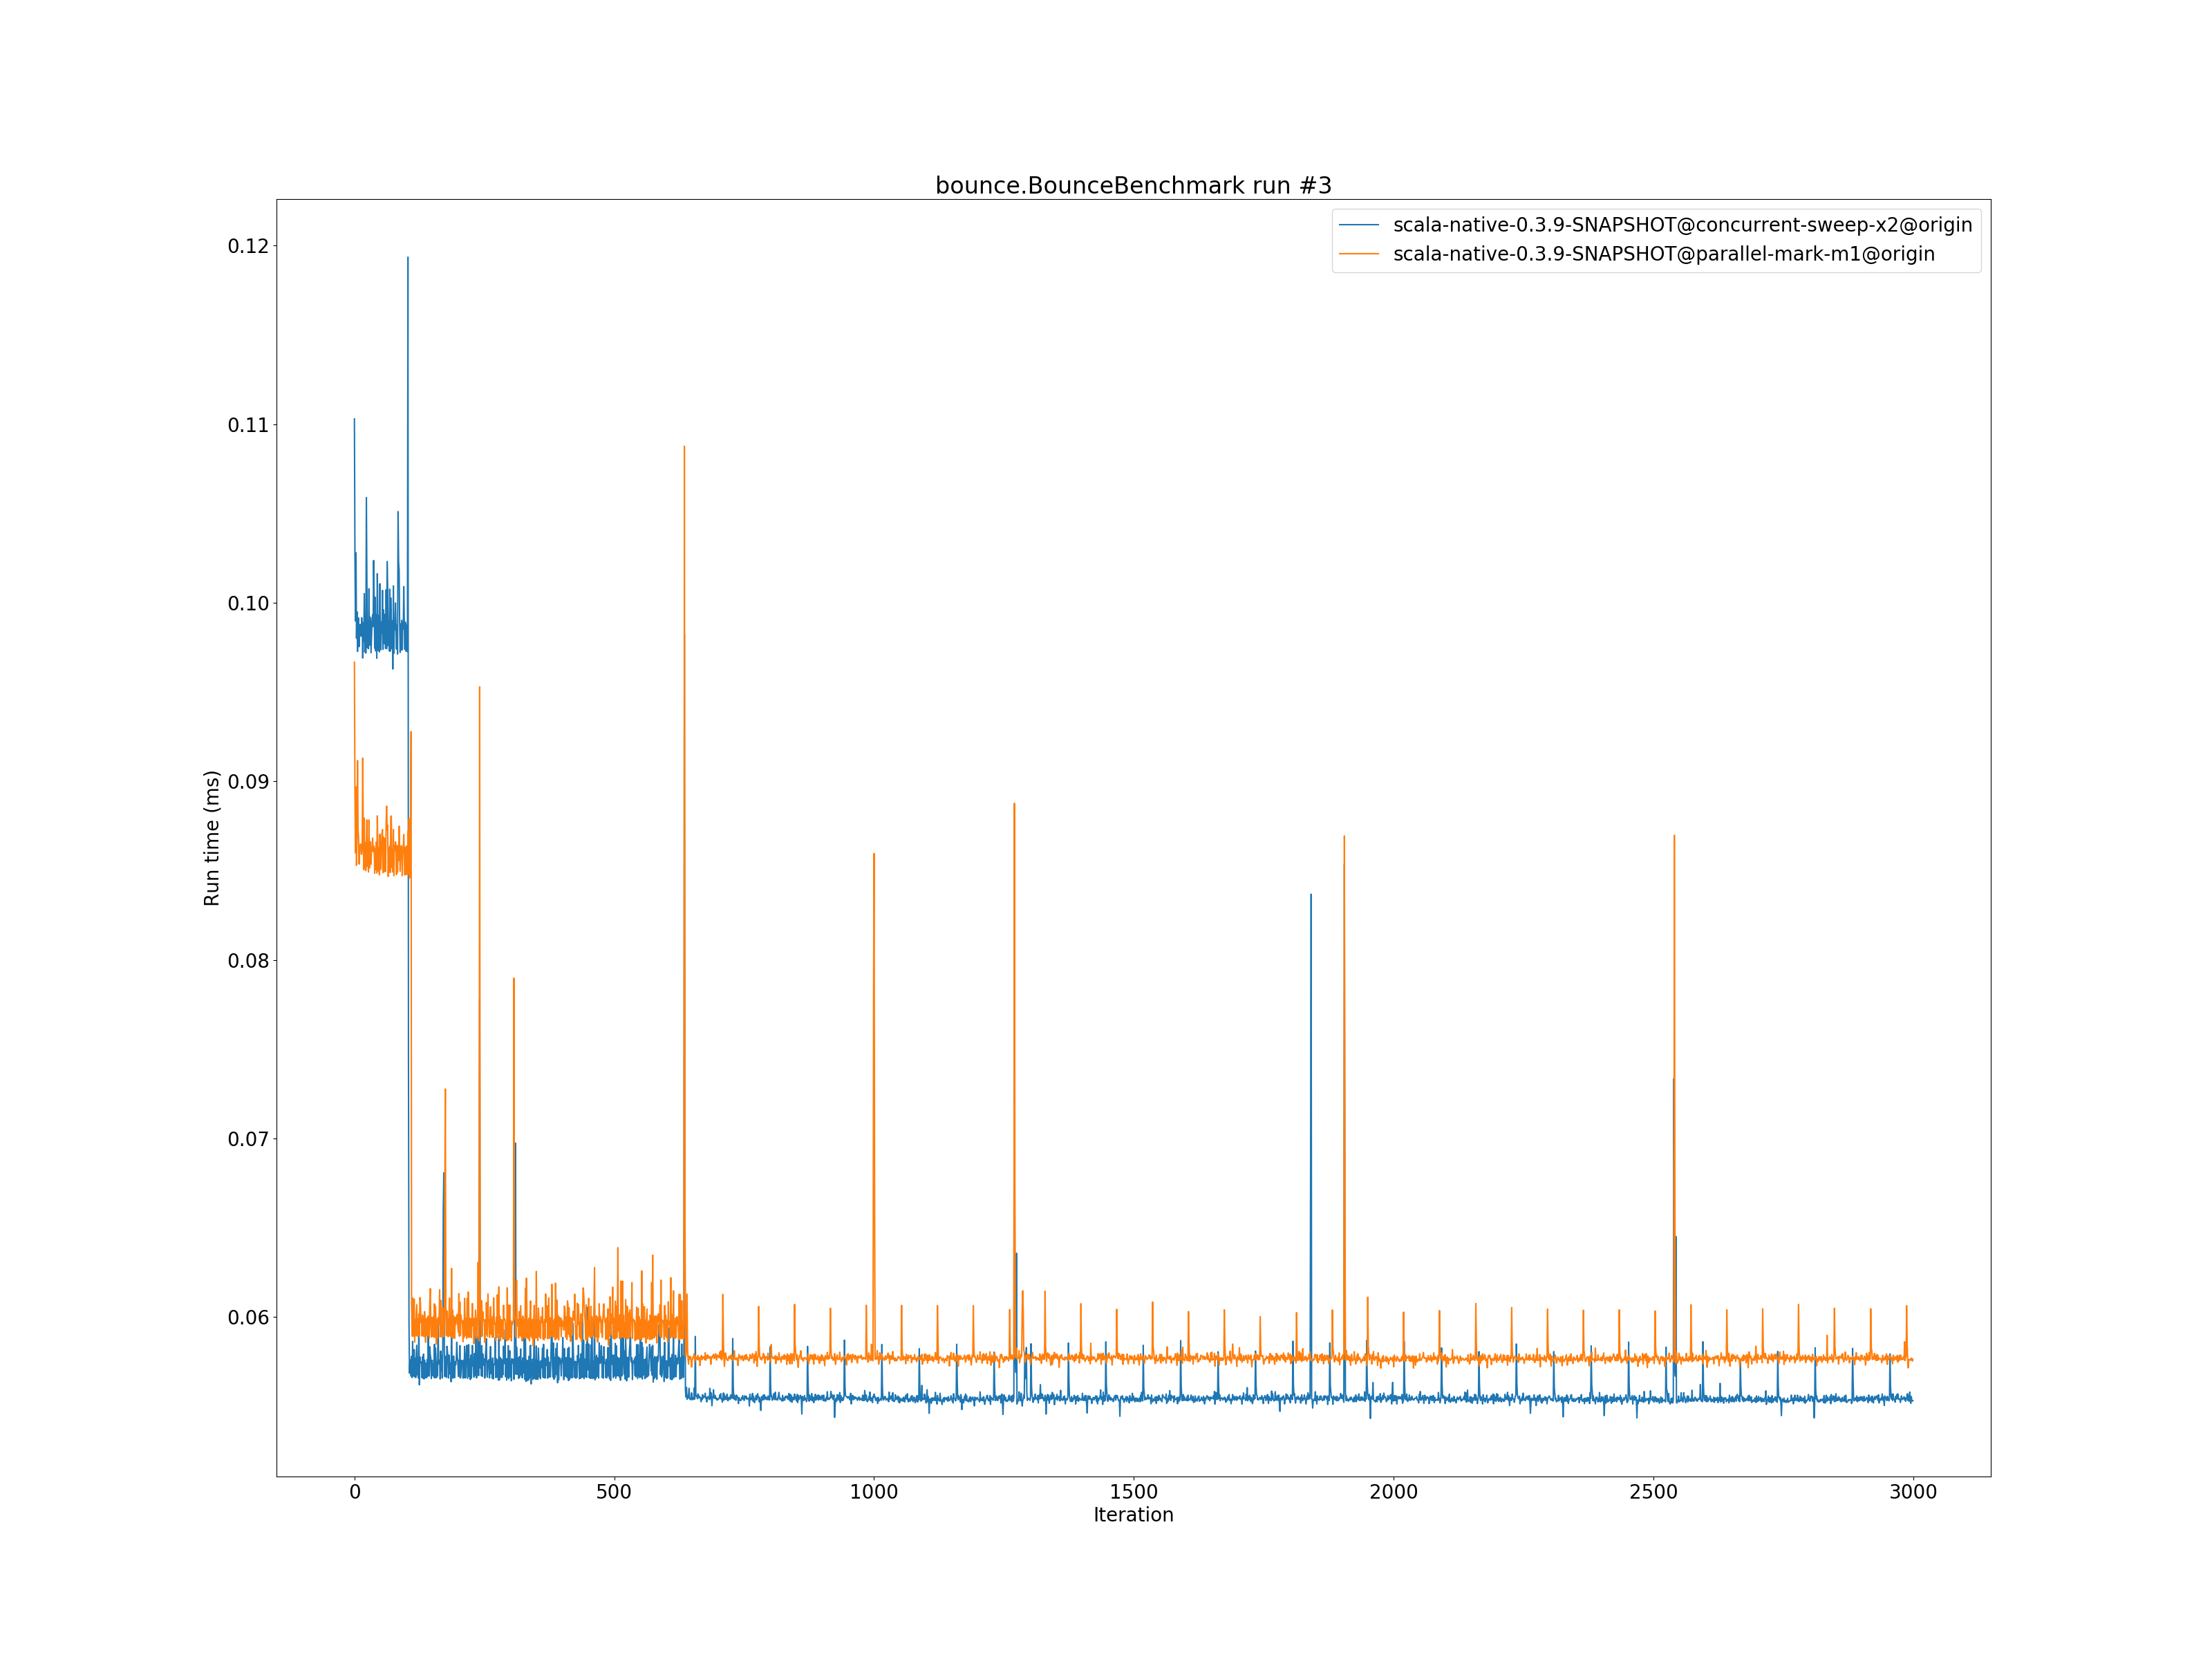 bounce.BounceBenchmark run #3
scala-native-0.3.9-SNAPSHOT@concurrent-sweep-x2@origin
scala-native-0.3.9-SNAPSHOT@parallel-mark-m1@origin
0.12
0.11
0.10
0.09
0.08
0.07
0.06
Run time (ms)
0 500 1000 1500 2000 2500 3000
Iteration